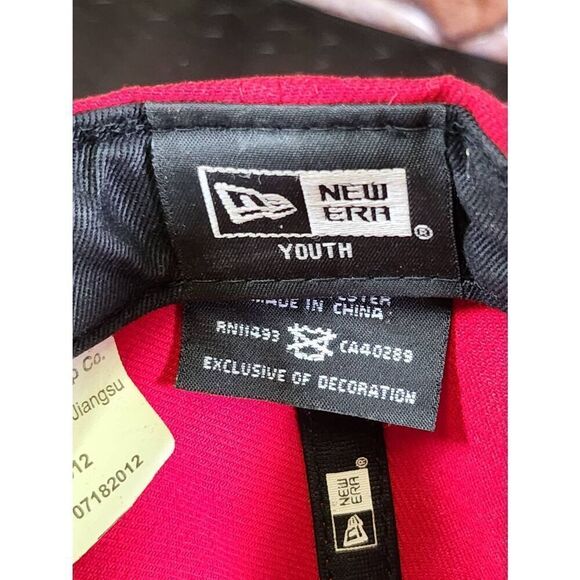 NEW
ERA
®
YOUTH
MADE IN CHINA
RN11493 CA40289
EXCLUSIVE OF DECORATION
p Co.
Jiangsu
12
07182012
NEW
ERA
®